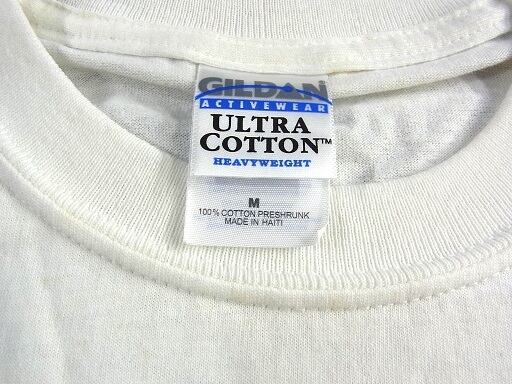 GILDAN
ACTIVEWEAR
ULTRA
COTTON™
HEAVYWEIGHT
M
100% COTTON PRESHRUNK
MADE IN HAITI